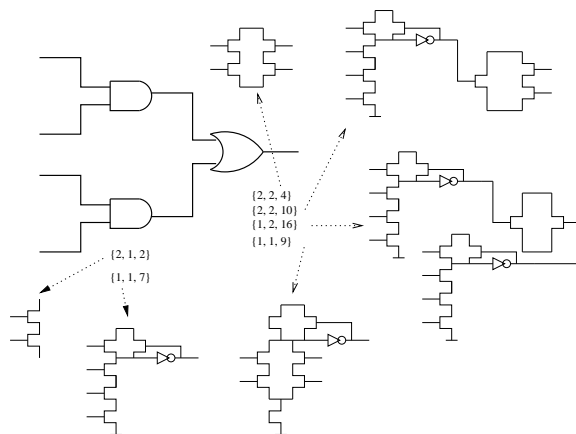 {2, 2, 4}
{2, 2, 10}
{1, 2, 16}
{1, 1, 9}
{2, 1, 2}
{1, 1, 7}